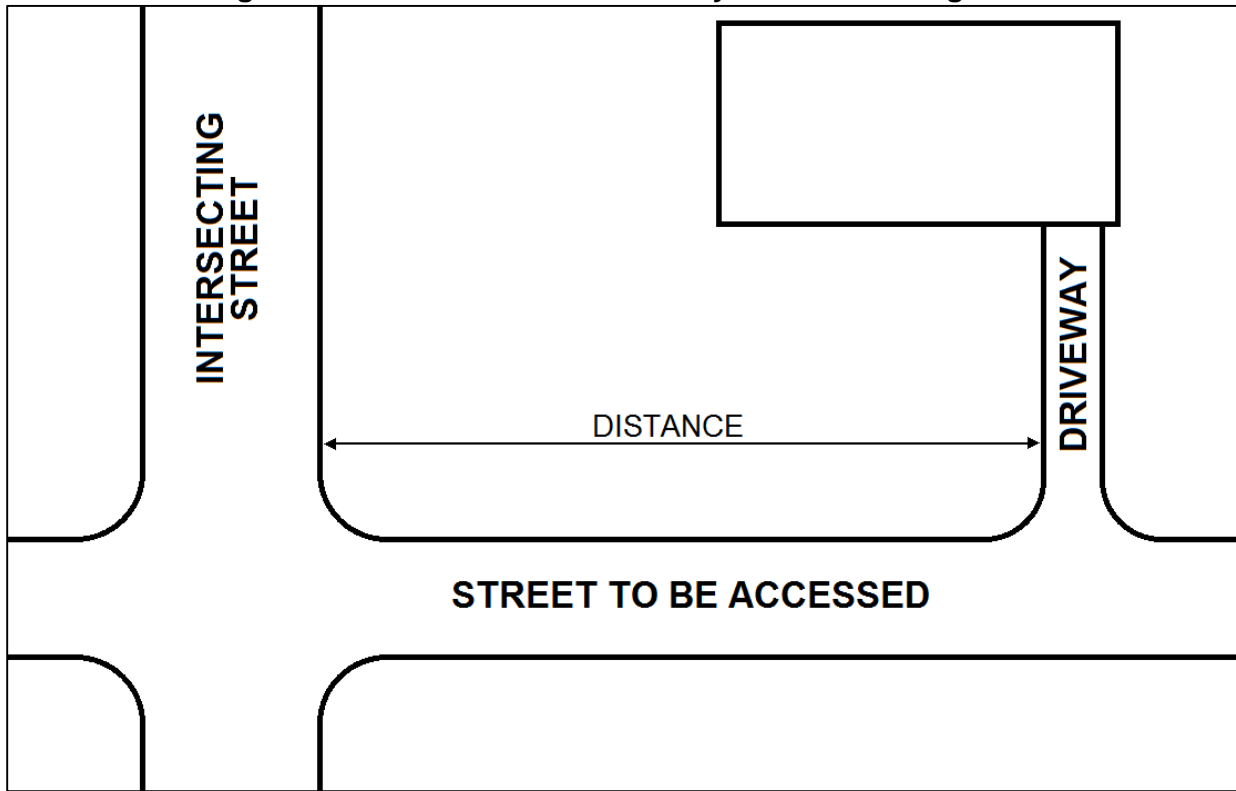 INTERSECTING
STREET
DISTANCE
DRIVEWAY
STREET TO BE ACCESSED